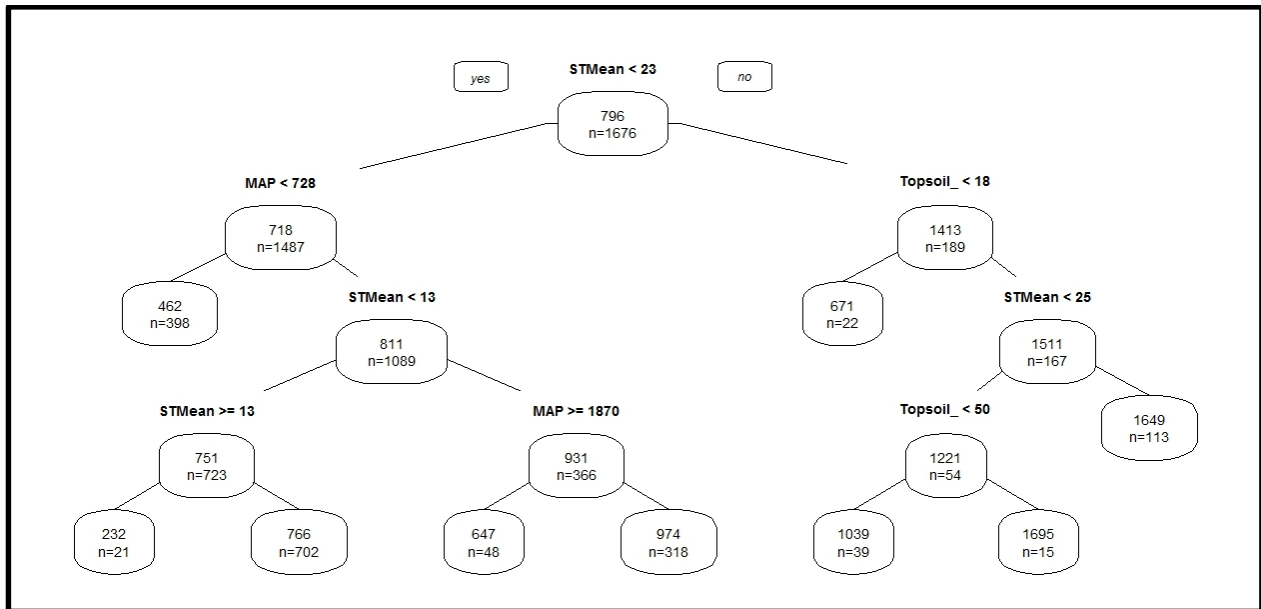 STMean < 23
yes
no
796
n=1676
MAP < 728
Topsoil_ < 18
718
n=1487
1413
n=189
462
n=398
STMean < 13
671
n=22
STMean < 25
811
n=1089
1511
n=167
STMean >= 13
MAP >= 1870
Topsoil_ < 50
1649
n=113
751
n=723
931
n=366
1221
n=54
232
n=21
766
n=702
647
n=48
974
n=318
1039
n=39
1695
n=15